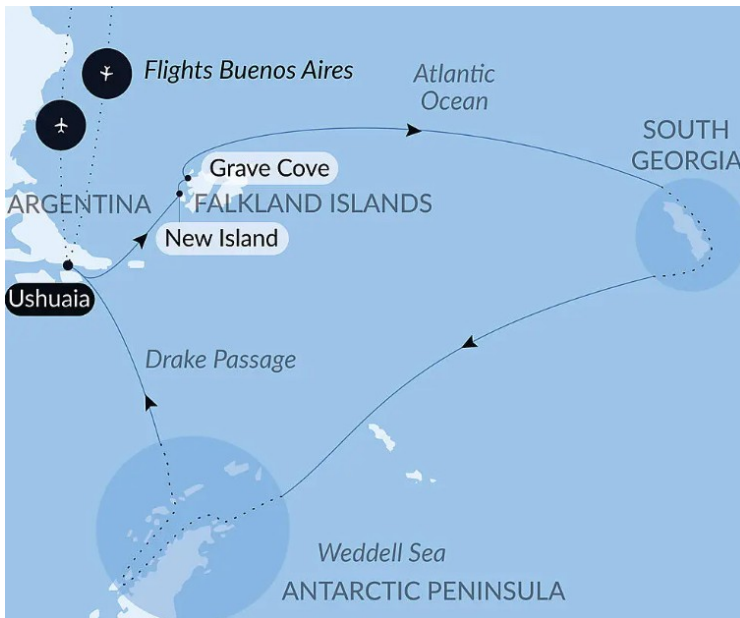 Flights Buenos Aires
Atlantic
Ocean
SOUTH
GEORGIA
Grave Cove
ARGENTINA
FALKLAND ISLANDS
New Island
Ushuaia
Drake Passage
Weddell Sea
ANTARCTIC PENINSULA